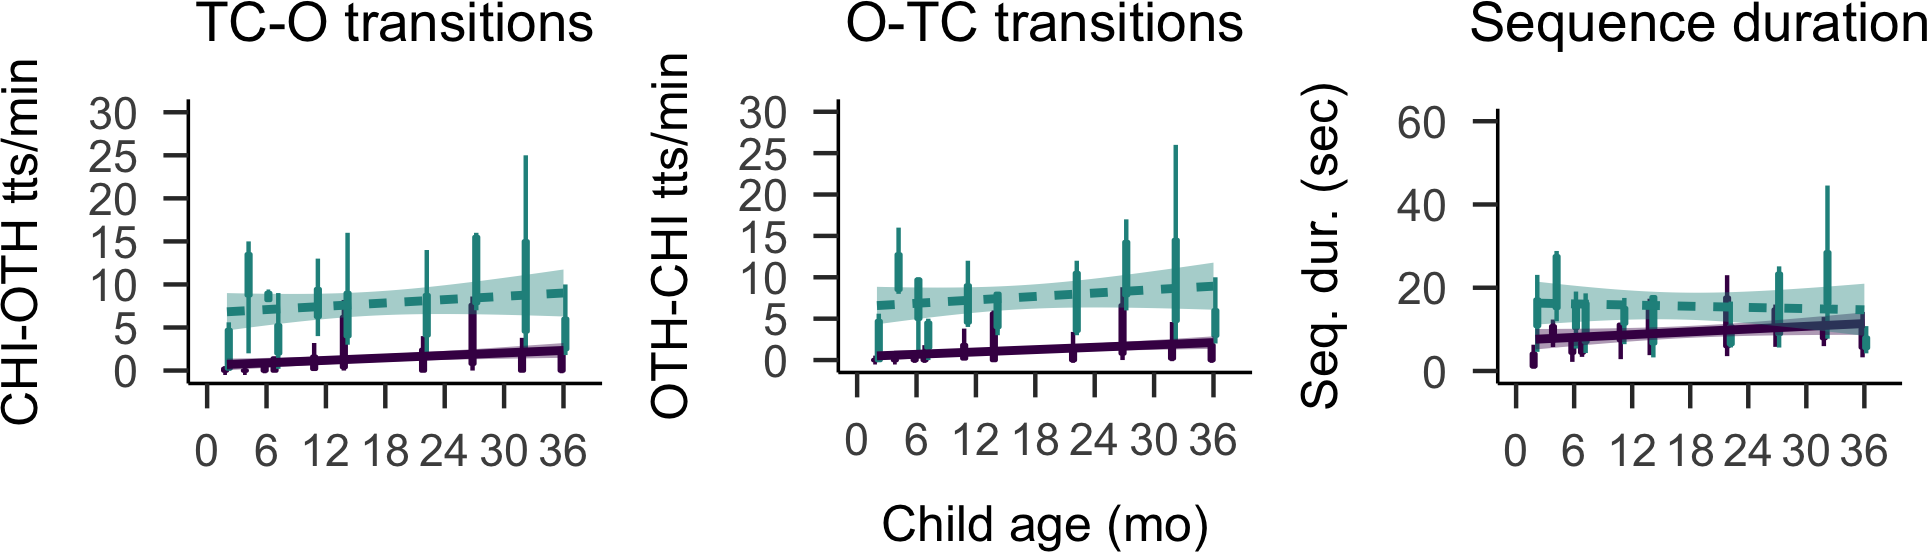 TC-O transitions
CHI-OTH tts/min
30
25
20
15
10
5
0
0 6 12 18 24 30 36
O-TC transitions
OTH-CHI tts/min
30
25
20
15
10
5
0
0 6 12 18 24 30 36
Sequence duration
Seq. dur. (sec)
60
40
20
0
0 6 12 18 24 30 36
Child age (mo)